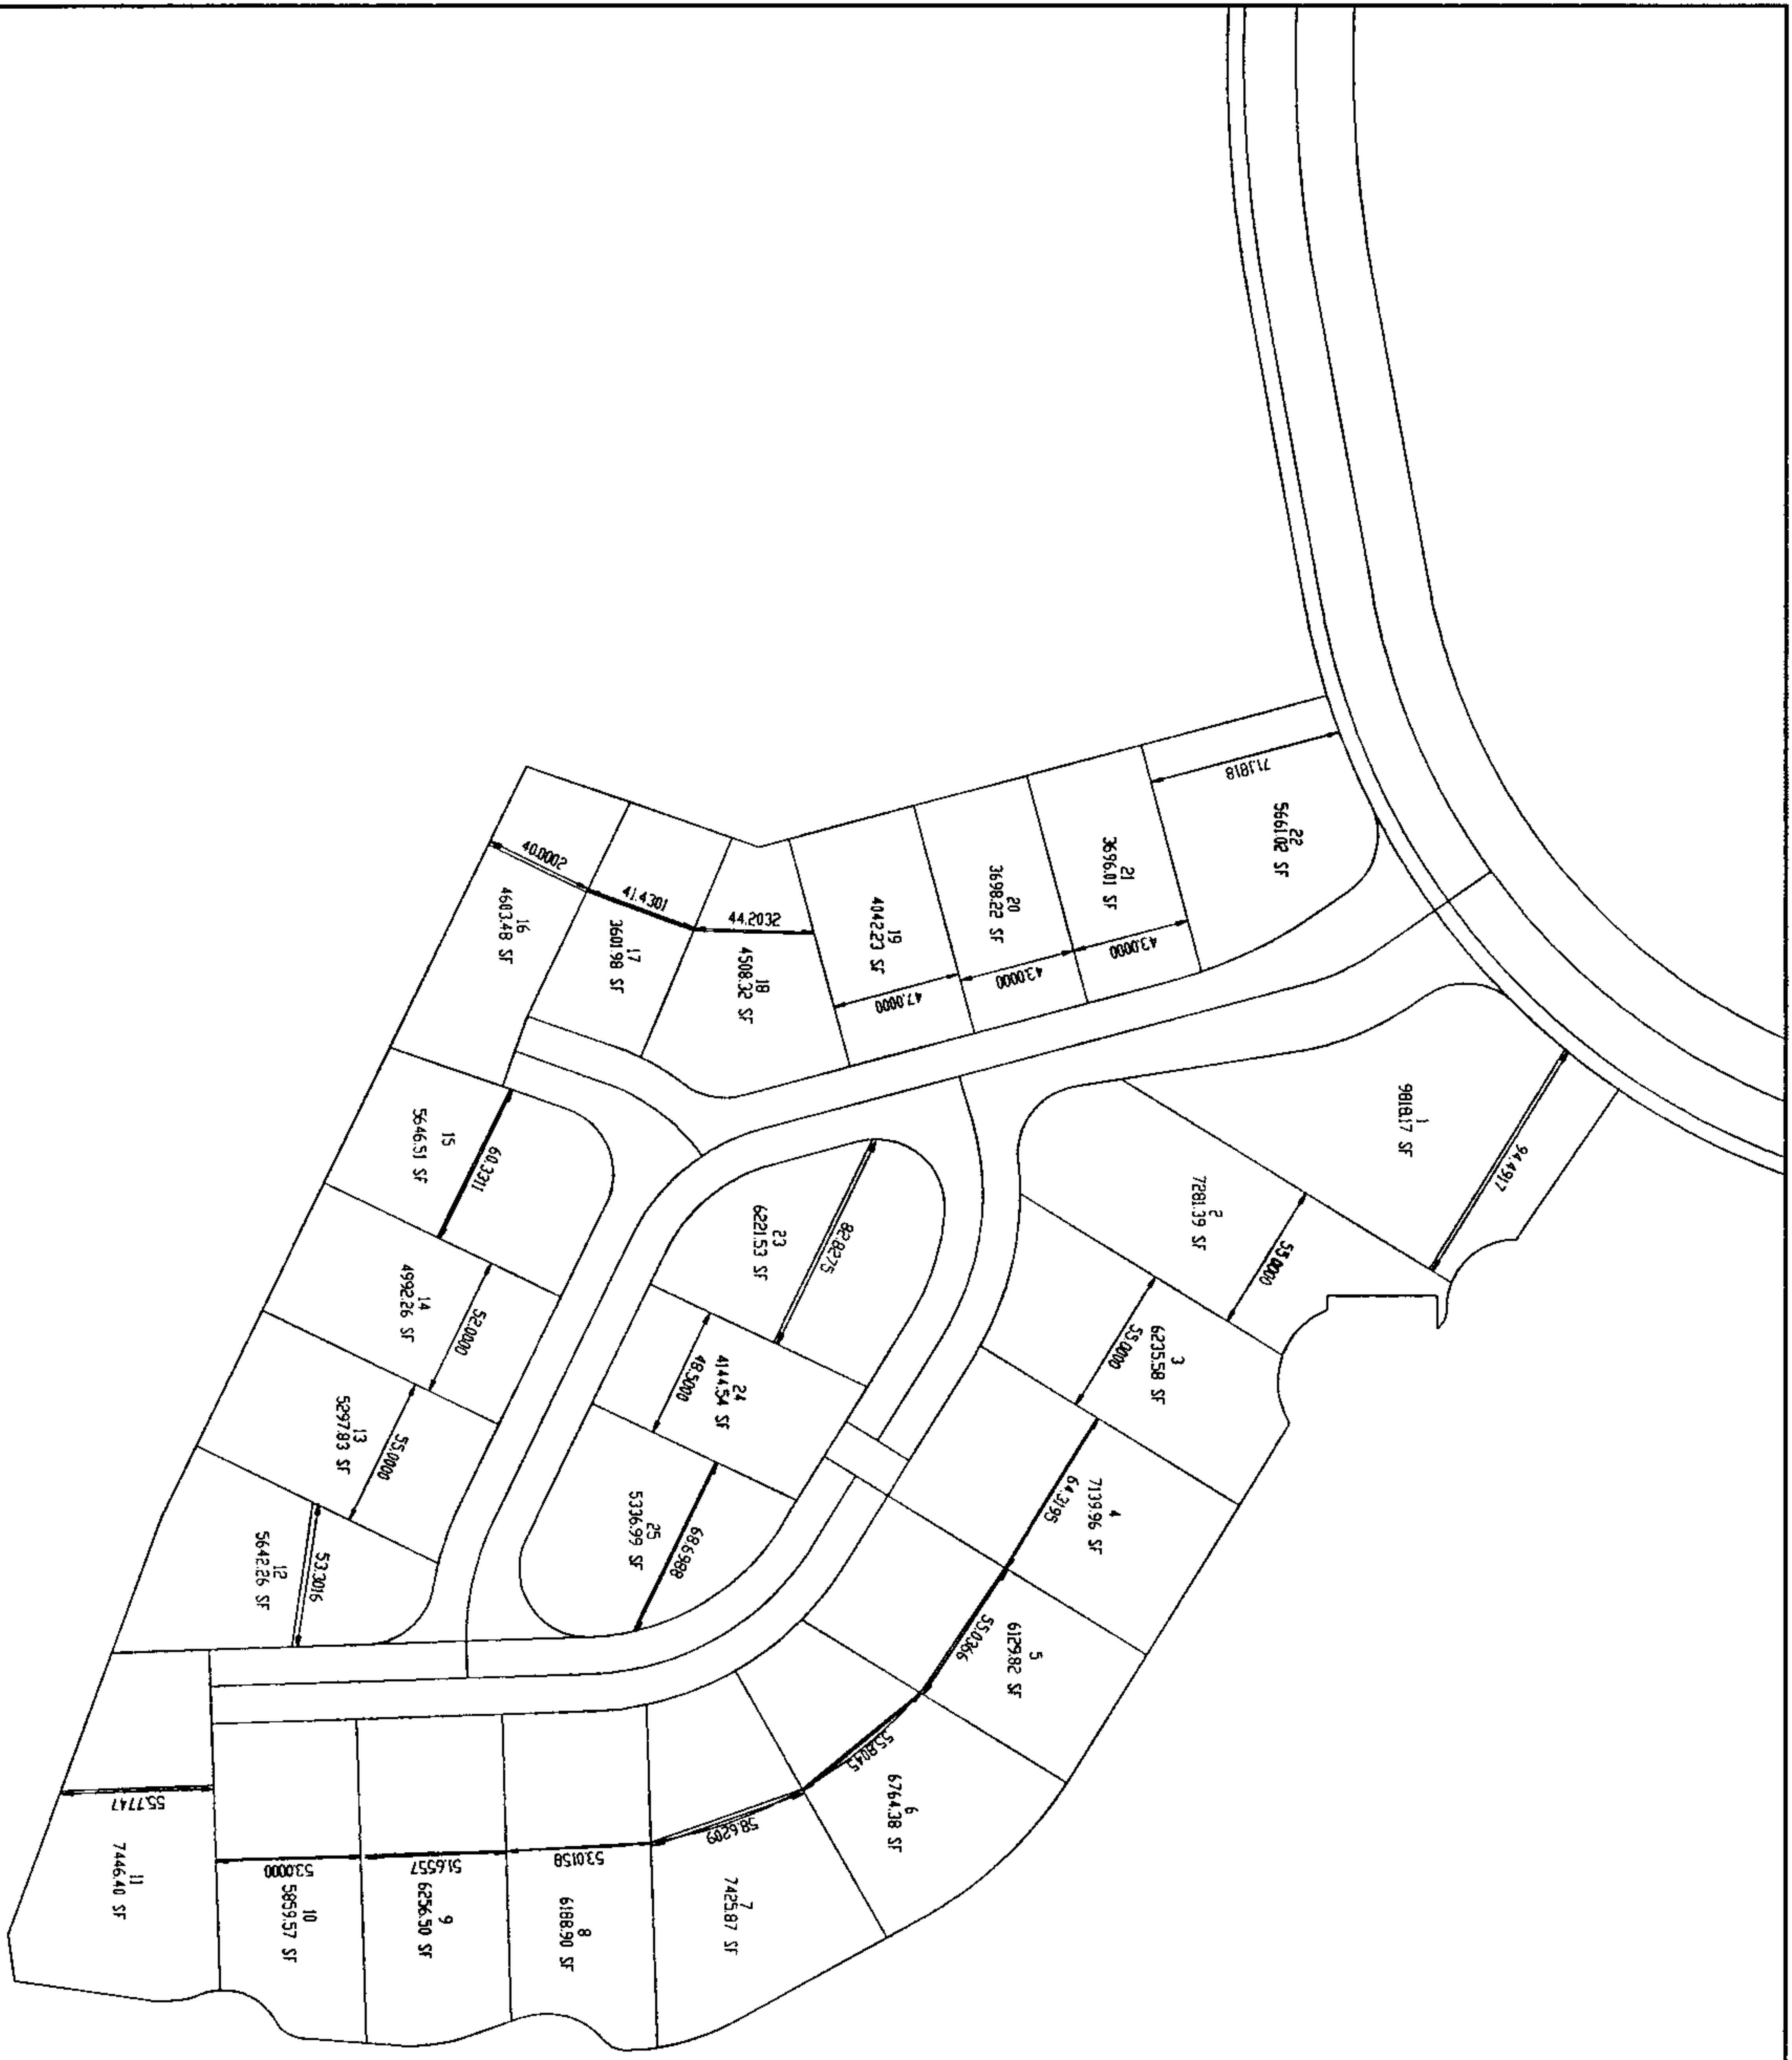 1
9818.17 SF
94.4917
2
7281.39 SF
55.0000
3
6235.58 SF
55.0000
4
7139.96 SF
64.3195
5
6129.82 SF
55.0366
6
6764.38 SF
55.8045
7
7425.87 SF
58.6209
8
6188.90 SF
53.0158
9
6256.50 SF
51.6557
10
5859.57 SF
53.0000
11
7446.40 SF
55.7747
12
5642.26 SF
53.3016
13
5297.83 SF
55.0000
14
4992.26 SF
52.0000
15
5646.51 SF
60.3311
16
4603.48 SF
40.0002
17
3601.98 SF
41.4301
18
4508.32 SF
44.2032
19
4042.23 SF
47.0000
20
3698.22 SF
43.0000
21
3696.01 SF
43.0000
22
5661.02 SF
71.1818
23
6221.53 SF
82.8275
24
4144.54 SF
48.5000
25
5336.99 SF
68.6988